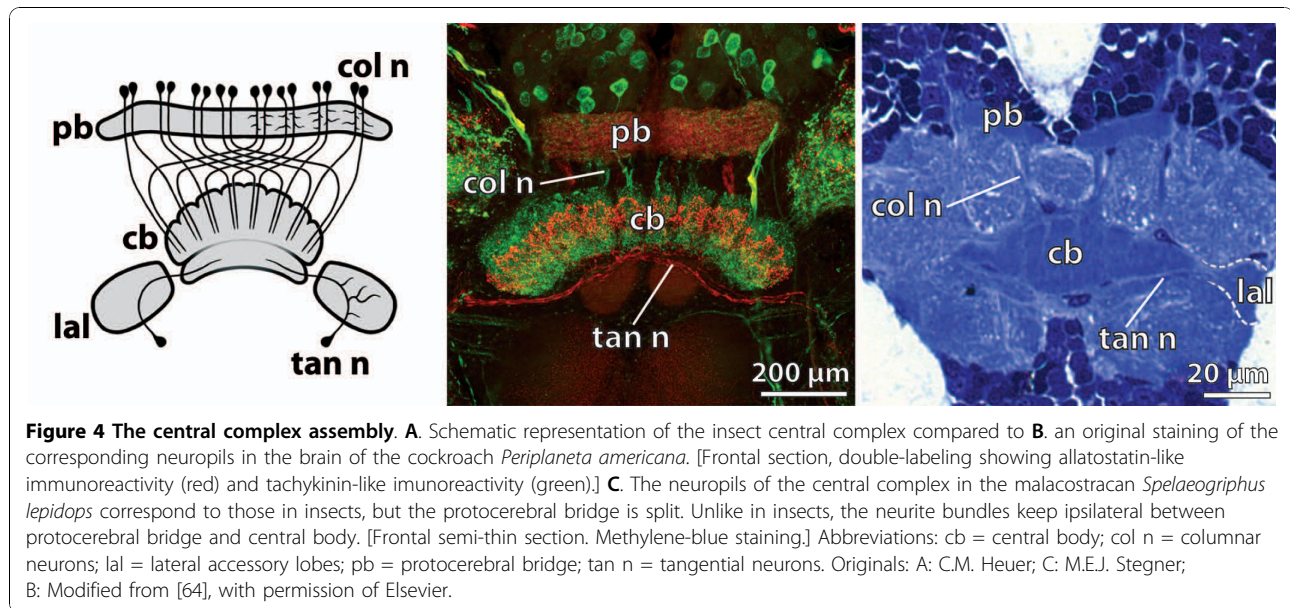 col n
pb
cb
lal
tan n
pb
col n
cb
tan n
200 µm
pb
col n
cb
lal
tan n
20 µm
Figure 4 The central complex assembly. A. Schematic representation of the insect central complex compared to B. an original staining of the
corresponding neuropils in the brain of the cockroach Periplaneta americana. [Frontal section, double-labeling showing allatostatin-like
immunoreactivity (red) and tachykinin-like imunoreactivity (green).] C. The neuropils of the central complex in the malacostracan Spelaeogriphus
lepidops correspond to those in insects, but the protocerebral bridge is split. Unlike in insects, the neurite bundles keep ipsilateral between
protocerebral bridge and central body. [Frontal semi-thin section. Methylene-blue staining.] Abbreviations: cb = central body; col n = columnar
neurons; lal = lateral accessory lobes; pb = protocerebral bridge; tan n = tangential neurons. Originals: A: C.M. Heuer; C: M.E.J. Stegner;
B: Modified from [64], with permission of Elsevier.